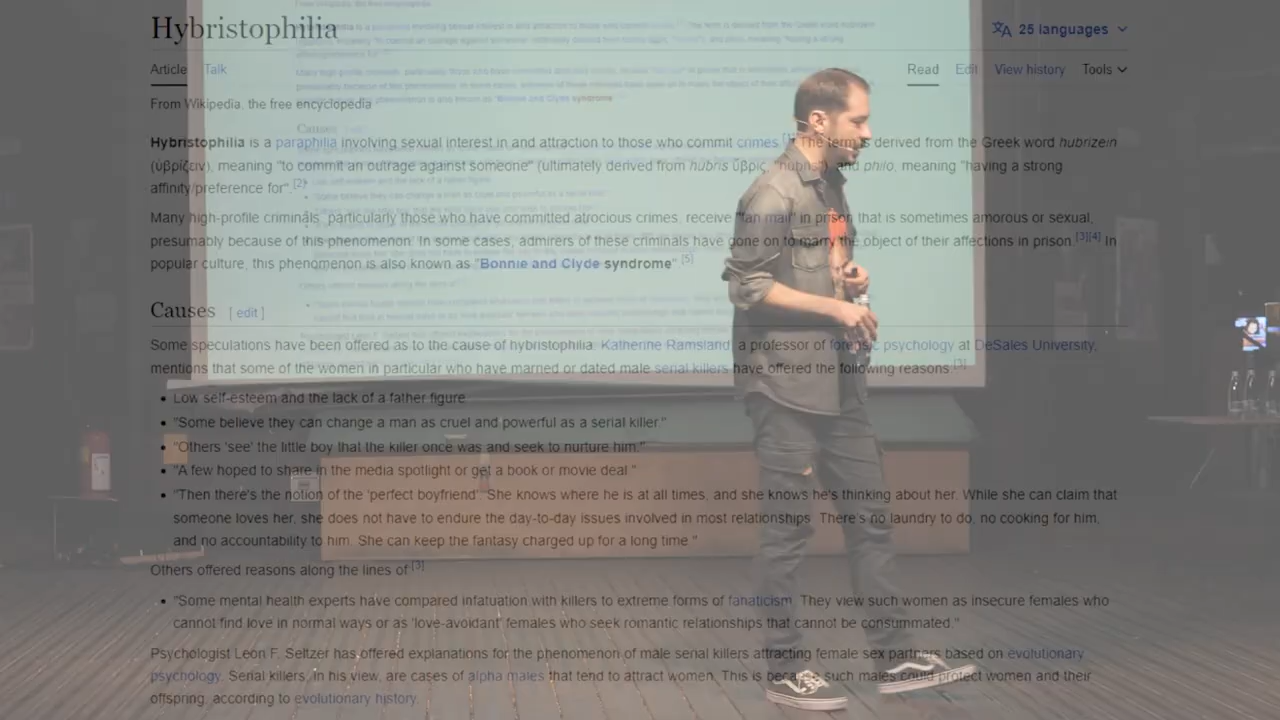 Hybristophilia
25 languages
Article Talk Read Edit View history Tools
From Wikipedia, the free encyclopedia
Hybristophilia is a paraphilia involving sexual interest in and attraction to those who commit crimes.[1] The term is derived from the Greek word hubrizein
(ὑβρίζειν), meaning "to commit an outrage against someone" (ultimately derived from hubris ὕβρις, "hubris"), and philo, meaning "having a strong
affinity/preference for".[2]
Many high-profile criminals, particularly those who have committed atrocious crimes, receive "fan mail" in prison that is sometimes amorous or sexual,
presumably because of this phenomenon. In some cases, admirers of these criminals have gone on to marry the object of their affections in prison.[3][4] In
popular culture, this phenomenon is also known as "Bonnie and Clyde syndrome".[5]
Causes [ edit ]
Some speculations have been offered as to the cause of hybristophilia. Katherine Ramsland, a professor of forensic psychology at DeSales University,
mentions that some of the women in particular who have married or dated male serial killers have offered the following reasons:[3]
• Low self-esteem and the lack of a father figure.
• "Some believe they can change a man as cruel and powerful as a serial killer."
• "Others 'see' the little boy that the killer once was and seek to nurture him."
• "A few hoped to share in the media spotlight or get a book or movie deal."
• "Then there's the notion of the 'perfect boyfriend'. She knows where he is at all times, and she knows he's thinking about her. While she can claim that
someone loves her, she does not have to endure the day-to-day issues involved in most relationships. There's no laundry to do, no cooking for him,
and no accountability to him. She can keep the fantasy charged up for a long time."
Others offered reasons along the lines of:[3]
• "Some mental health experts have compared infatuation with killers to extreme forms of fanaticism. They view such women as insecure females who
cannot find love in normal ways or as 'love-avoidant' females who seek romantic relationships that cannot be consummated."
Psychologist Leon F. Seltzer has offered explanations for the phenomenon of male serial killers attracting female sex partners based on evolutionary
psychology. Serial killers, in his view, are cases of alpha males that tend to attract women. This is because such males could protect women and their
offspring, according to evolutionary history.